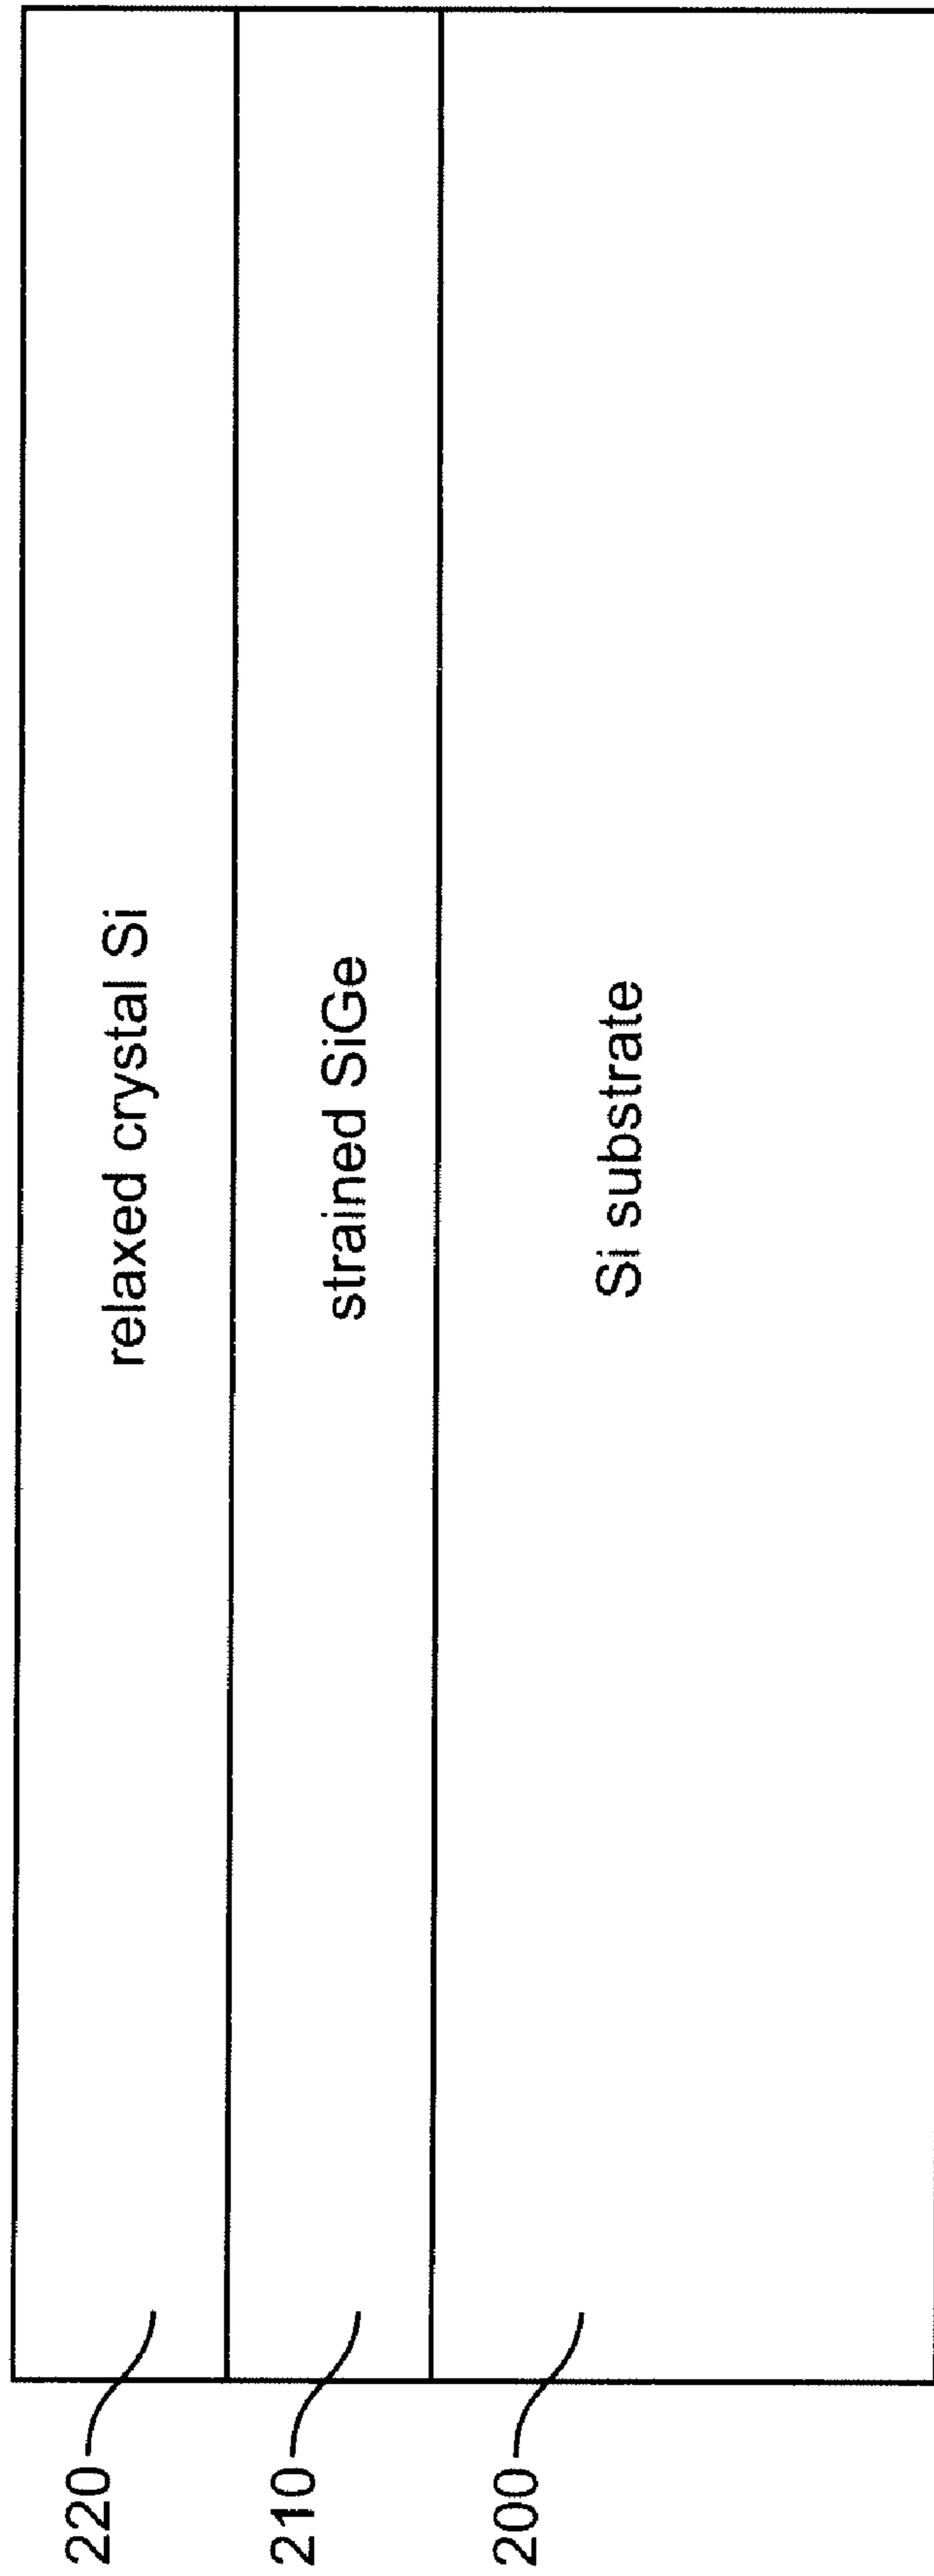 220
relaxed crystal Si
210
strained SiGe
200
Si substrate